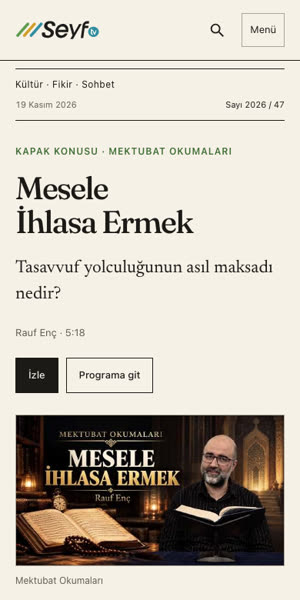 Seyf tv
Menü
Kültür · Fikir · Sohbet
19 Kasım 2026
Sayı 2026 / 47
KAPAK KONUSU · MEKTUBAT OKUMALARI
Mesele
İhlasa Ermek
Tasavvuf yolculuğunun asıl maksadı
nedir?
Rauf Enç · 5:18
İzle
Programa git
MEKTUBAT OKUMALARI
MESELE
İHLASA ERMEK
Rauf Enç
Mektubat Okumaları